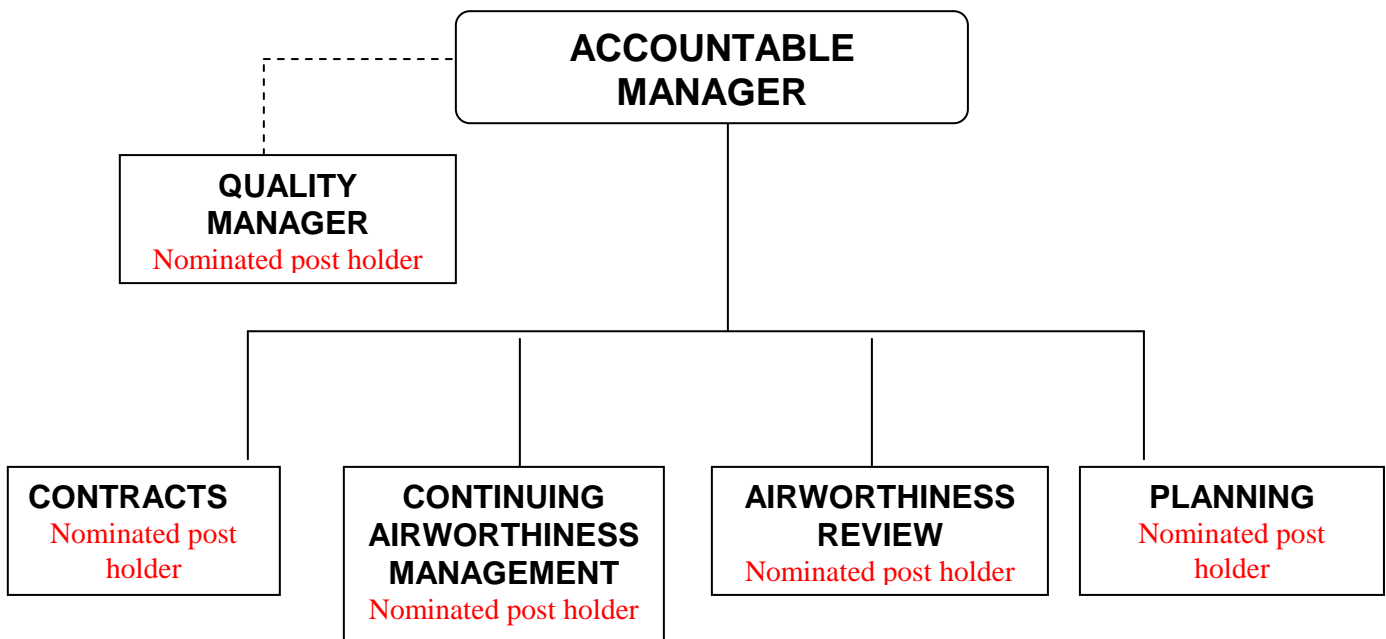 ACCOUNTABLE
MANAGER
QUALITY
MANAGER
Nominated post holder
CONTRACTS
Nominated post
holder
CONTINUING
AIRWORTHINESS
MANAGEMENT
Nominated post holder
AIRWORTHINESS
REVIEW
Nominated post holder
PLANNING
Nominated post
holder